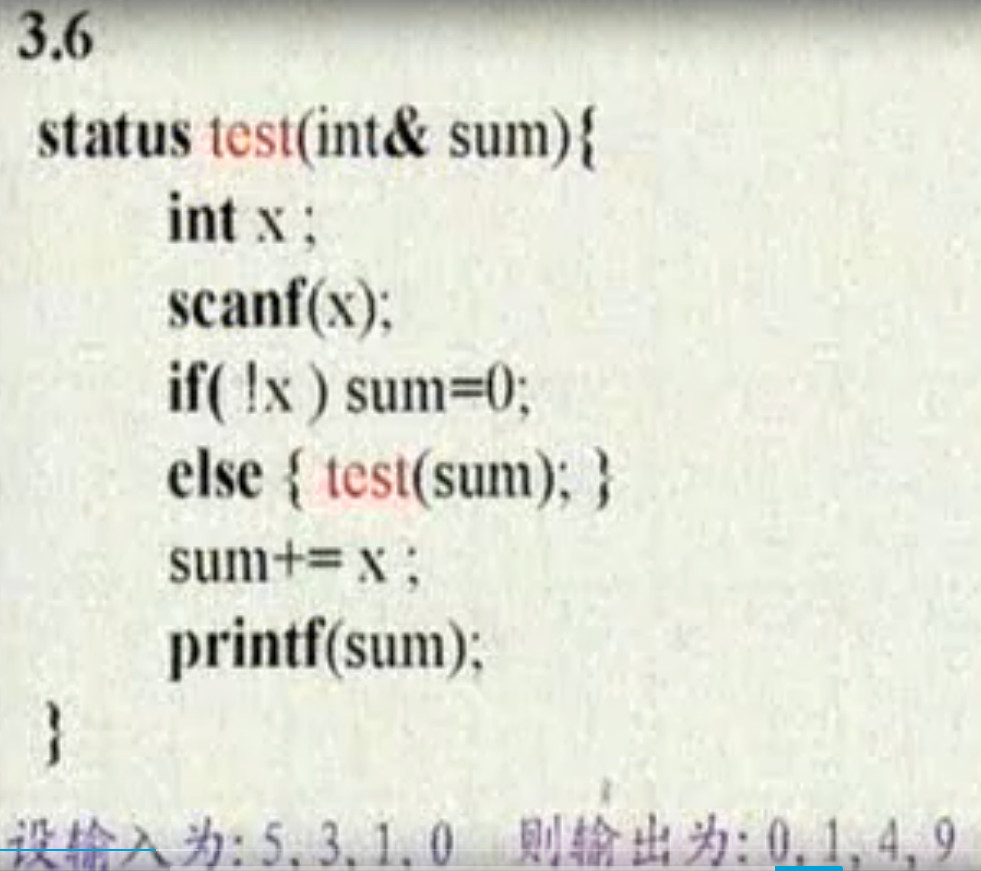 3.6
status test(int& sum){
int x ;
scanf(x);
if( !x ) sum=0;
else { test(sum); }
sum+= x ;
printf(sum);
}
设输入为: 5, 3, 1, 0 则输出为: 0, 1, 4, 9